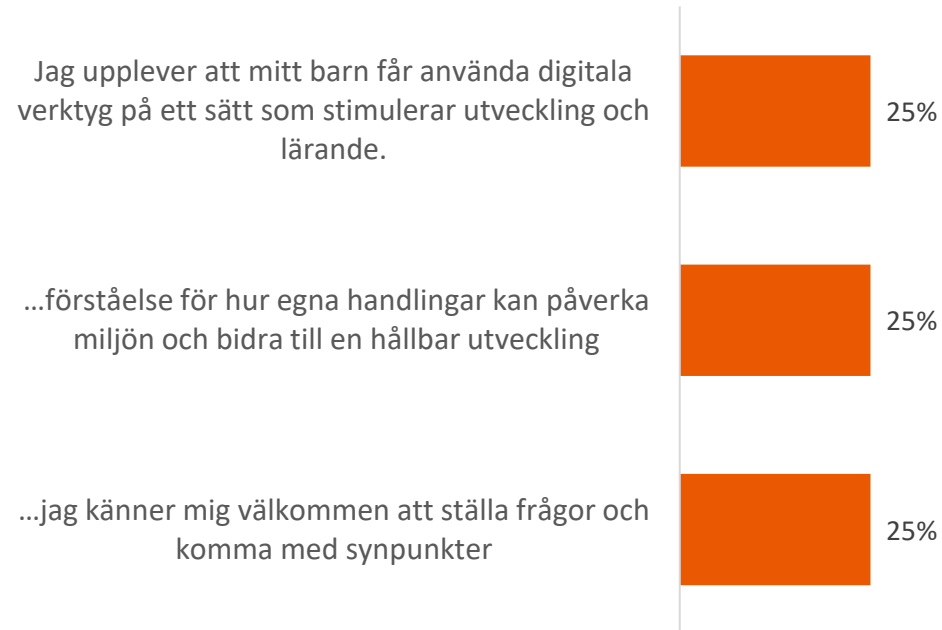 Jag upplever att mitt barn får använda digitala
verktyg på ett sätt som stimulerar utveckling och
lärande.
25%
...förståelse för hur egna handlingar kan påverka
miljön och bidra till en hållbar utveckling
25%
...jag känner mig välkommen att ställa frågor och
komma med synpunkter
25%